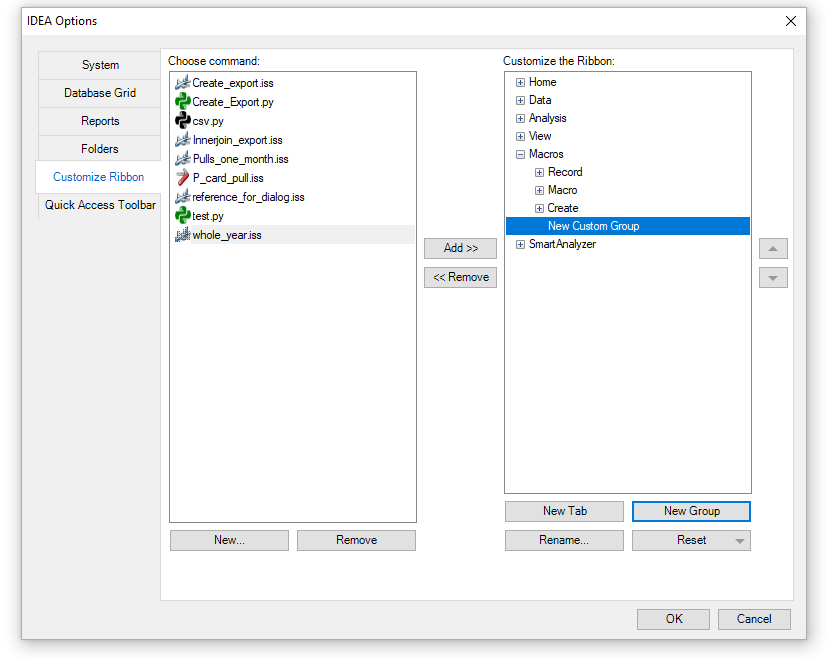 IDEA Options
System
Database Grid
Reports
Folders
Customize Ribbon
Quick Access Toolbar
Choose command:
Create_export.iss
Create_Export.py
csv.py
Innerjoin_export.iss
Pulls_one_month.iss
P_card_pull.iss
reference_for_dialog.iss
test.py
whole_year.iss
New...
Remove
Add >>
<< Remove
Customize the Ribbon:
Home
Data
Analysis
View
Macros
Record
Macro
Create
New Custom Group
SmartAnalyzer
New Tab
New Group
Rename...
Reset
OK
Cancel